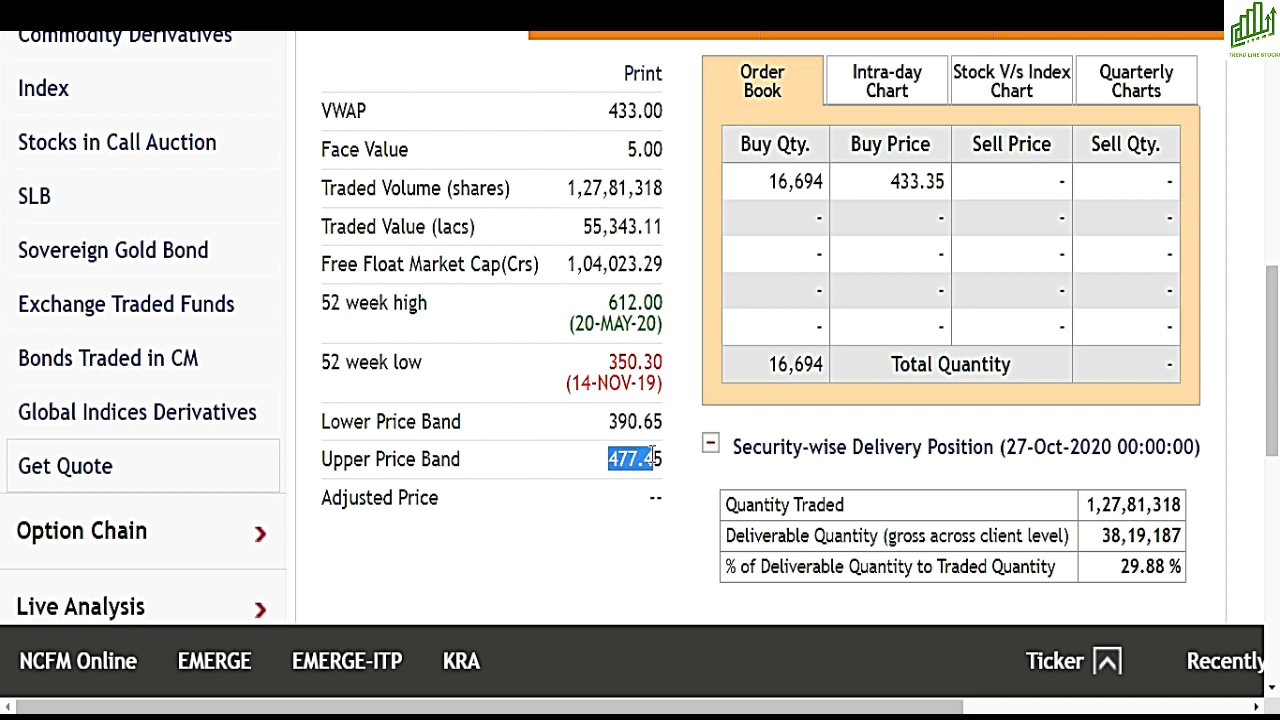 Commodity Derivatives
Index
Stocks in Call Auction
SLB
Sovereign Gold Bond
Exchange Traded Funds
Bonds Traded in CM
Global Indices Derivatives
Get Quote
Option Chain
Live Analysis
Print
VWAP 433.00
Face Value 5.00
Traded Volume (shares) 1,27,81,318
Traded Value (lacs) 55,343.11
Free Float Market Cap(Crs) 1,04,023.29
52 week high 612.00
(20-MAY-20)
52 week low 350.30
(14-NOV-19)
Lower Price Band 390.65
Upper Price Band 477.45
Adjusted Price --
Order Book
Intra-day Chart
Stock V/s Index Chart
Quarterly Charts
Buy Qty. Buy Price Sell Price Sell Qty.
16,694 433.35 - -
- - - -
- - - -
- - - -
- - - -
16,694 Total Quantity -
Security-wise Delivery Position (27-Oct-2020 00:00:00)
Quantity Traded 1,27,81,318
Deliverable Quantity (gross across client level) 38,19,187
% of Deliverable Quantity to Traded Quantity 29.88 %
NCFM Online EMERGE EMERGE-ITP KRA Ticker Recently
TREND LINE STOCKS